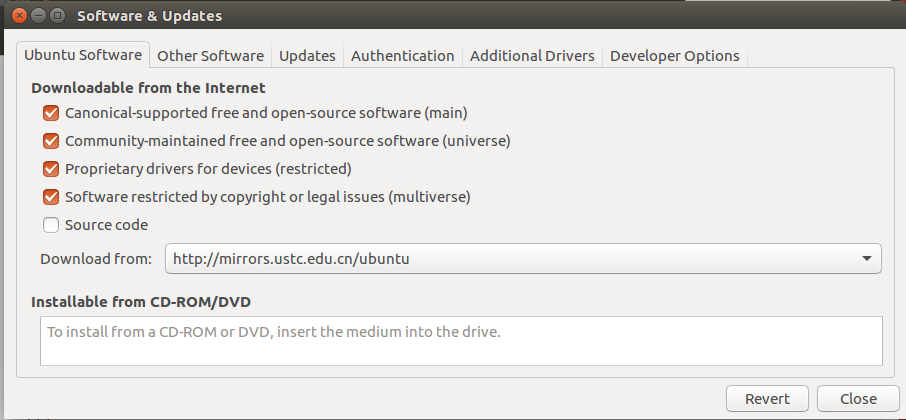 Software & Updates
Ubuntu Software Other Software Updates Authentication Additional Drivers Developer Options
Downloadable from the Internet
Canonical-supported free and open-source software (main)
Community-maintained free and open-source software (universe)
Proprietary drivers for devices (restricted)
Software restricted by copyright or legal issues (multiverse)
Source code
Download from: http://mirrors.ustc.edu.cn/ubuntu
Installable from CD-ROM/DVD
To install from a CD-ROM or DVD, insert the medium into the drive.
Revert Close